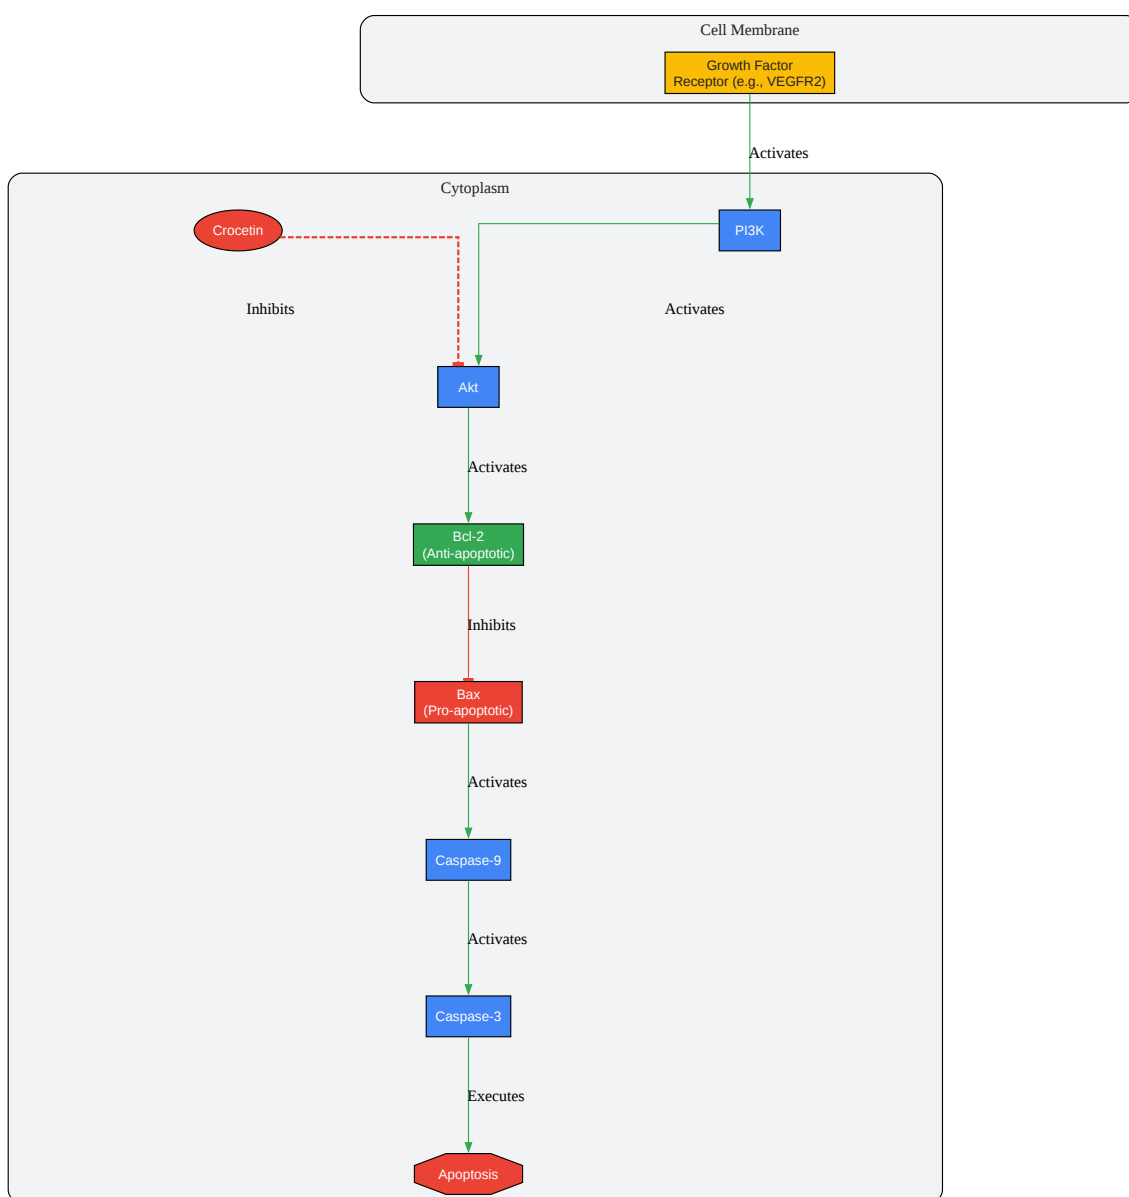 Cell Membrane
Growth Factor
Receptor (e.g., VEGFR2)
Activates
Cytoplasm
Crocetin
PI3K
Inhibits
Activates
Akt
Activates
Bcl-2
(Anti-apoptotic)
Inhibits
Bax
(Pro-apoptotic)
Activates
Caspase-9
Activates
Caspase-3
Executes
Apoptosis